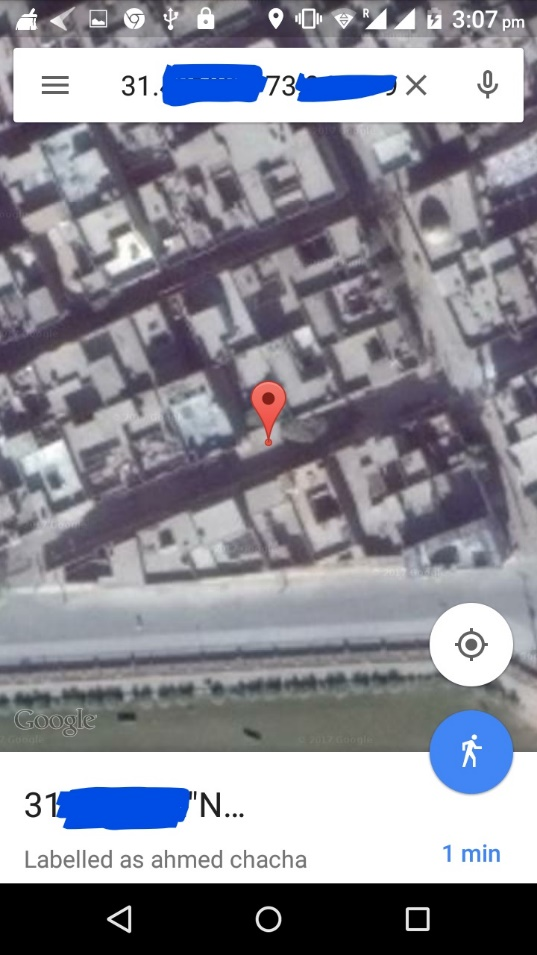 R
3:07 pm
31. 73
31 "N...
Labelled as ahmed chacha
1 min
Google